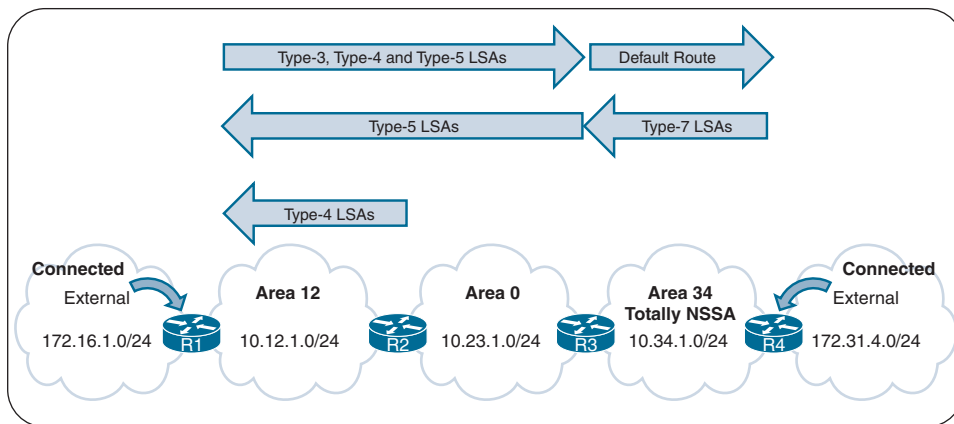 Type-3, Type-4 and Type-5 LSAs
Default Route
Type-5 LSAs
Type-7 LSAs
Type-4 LSAs
Connected
External
172.16.1.0/24
R1
Area 12
10.12.1.0/24
R2
Area 0
10.23.1.0/24
R3
Area 34
Totally NSSA
10.34.1.0/24
R4
Connected
External
172.31.4.0/24